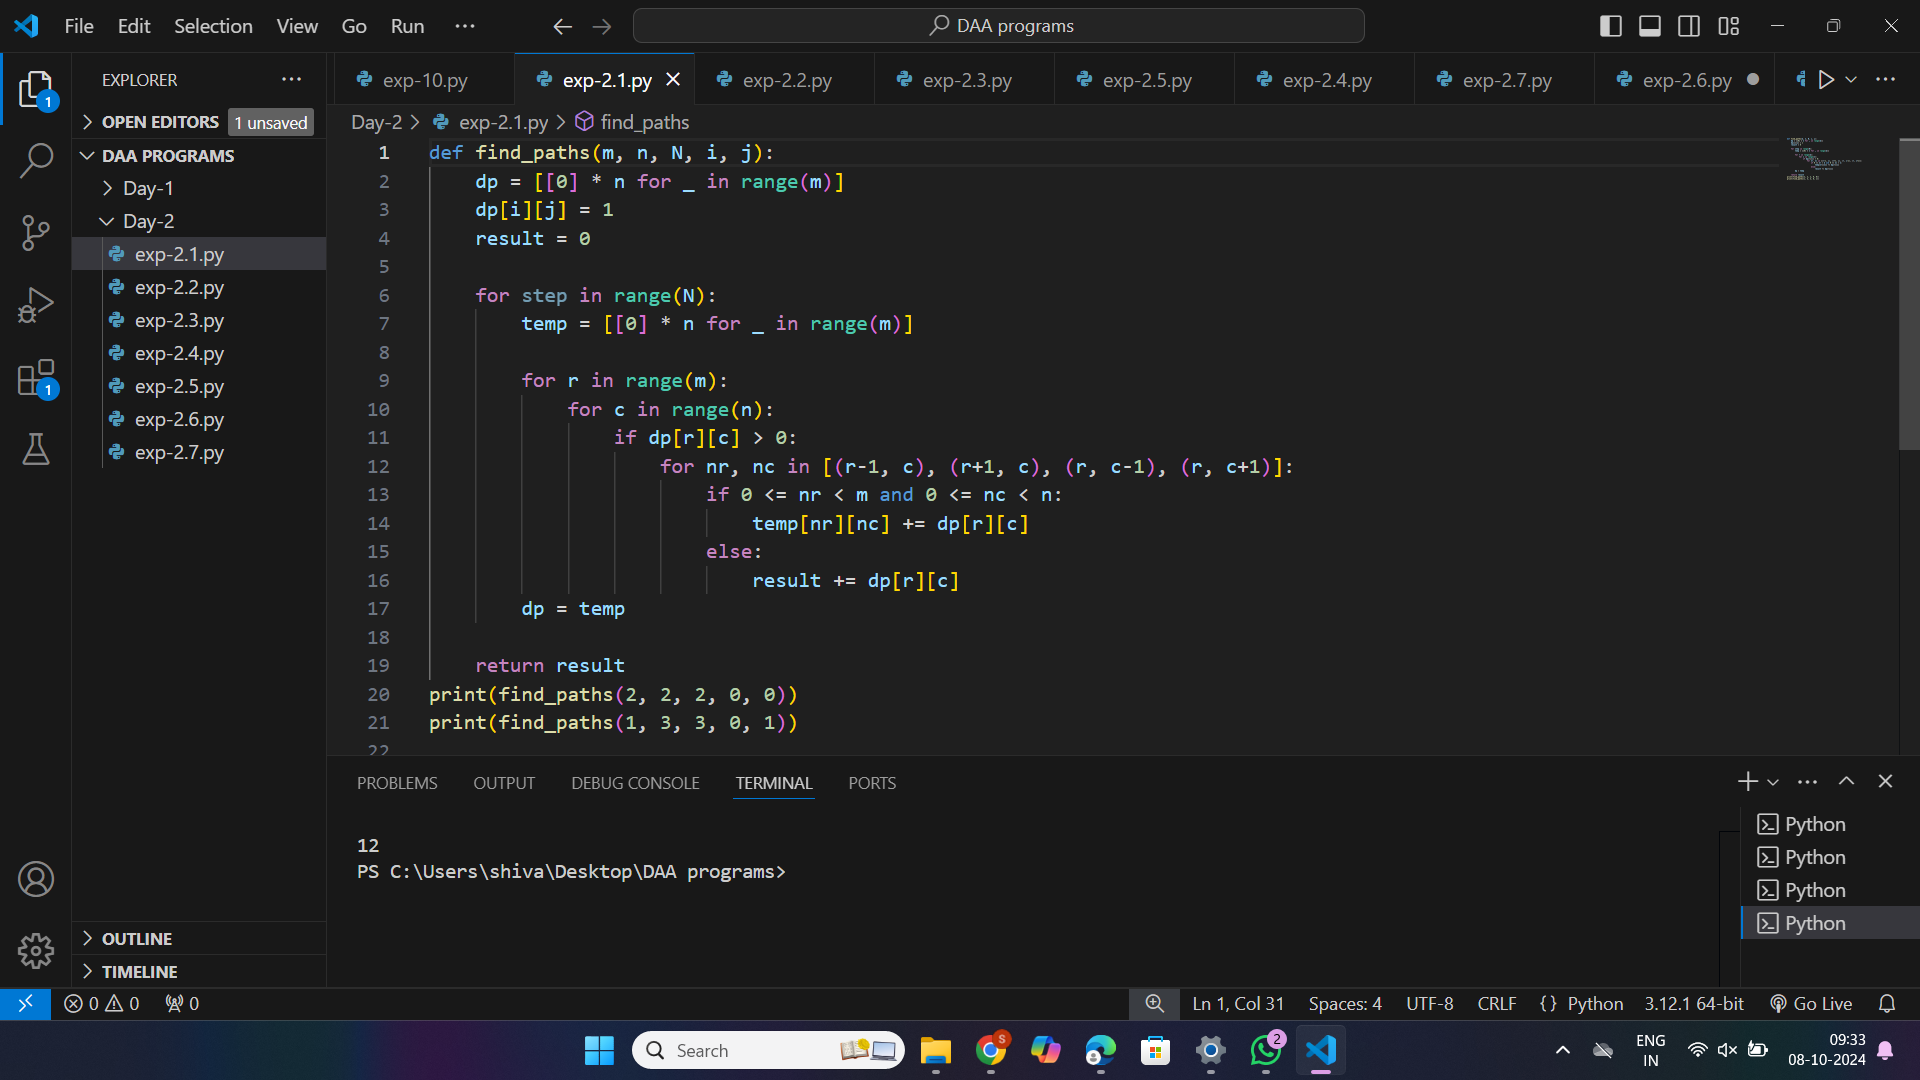 File Edit Selection View Go Run ···
DAA programs
EXPLORER
OPEN EDITORS 1 unsaved
DAA PROGRAMS
Day-1
Day-2
exp-2.1.py
exp-2.2.py
exp-2.3.py
exp-2.4.py
exp-2.5.py
exp-2.6.py
exp-2.7.py
OUTLINE
TIMELINE
1
1
exp-10.py exp-2.1.py exp-2.2.py exp-2.3.py exp-2.5.py exp-2.4.py exp-2.7.py exp-2.6.py
Day-2 > exp-2.1.py > find_paths
1 def find_paths(m, n, N, i, j):
2 dp = [[0] * n for _ in range(m)]
3 dp[i][j] = 1
4 result = 0
5
6 for step in range(N):
7 temp = [[0] * n for _ in range(m)]
8
9 for r in range(m):
10 for c in range(n):
11 if dp[r][c] > 0:
12 for nr, nc in [(r-1, c), (r+1, c), (r, c-1), (r, c+1)]:
13 if 0 <= nr < m and 0 <= nc < n:
14 temp[nr][nc] += dp[r][c]
15 else:
16 result += dp[r][c]
17 dp = temp
18
19 return result
20 print(find_paths(2, 2, 2, 0, 0))
21 print(find_paths(1, 3, 3, 0, 1))
22
PROBLEMS OUTPUT DEBUG CONSOLE TERMINAL PORTS
12
PS C:\Users\shiva\Desktop\DAA programs>
Python
Python
Python
Python
0 0 0
Ln 1, Col 31 Spaces: 4 UTF-8 CRLF {} Python 3.12.1 64-bit Go Live
Search
S
2
ENG
IN
09:33
08-10-2024